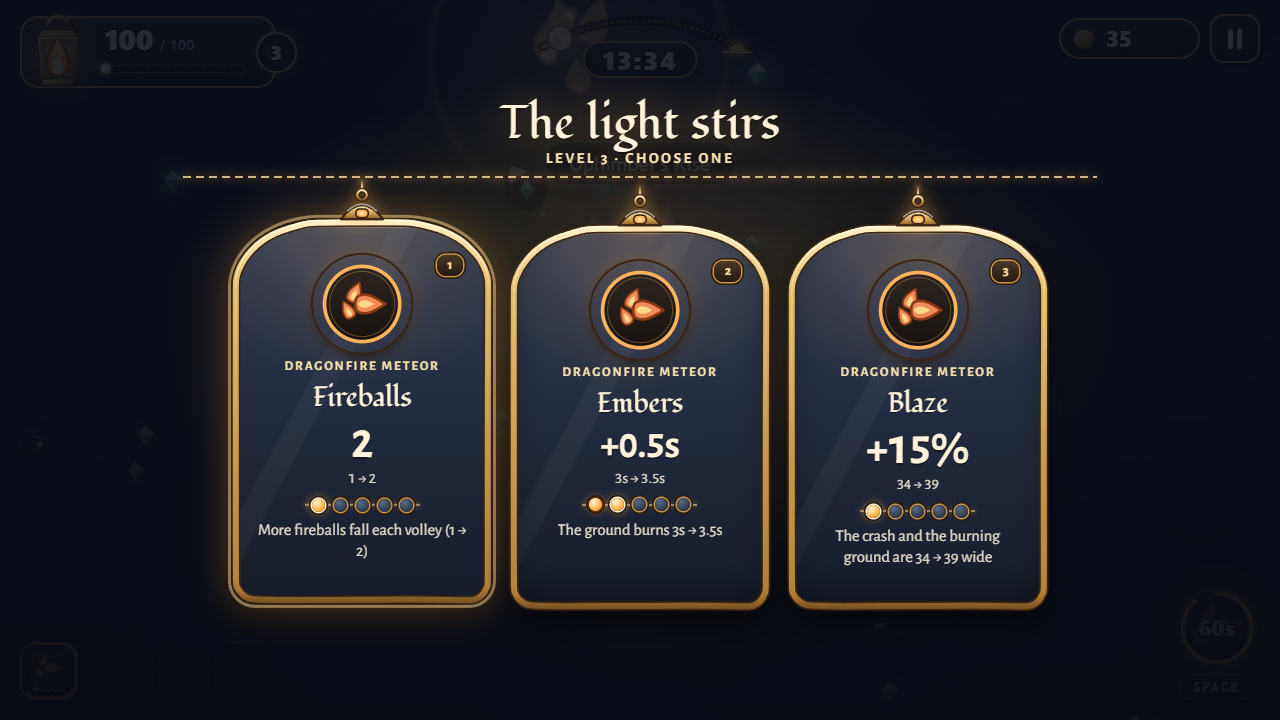 100 / 100
3
13:34
35
The light stirs
LEVEL 3 · CHOOSE ONE
1
DRAGONFIRE METEOR
Fireballs
2
1 → 2
More fireballs fall each volley (1 →
2)
2
DRAGONFIRE METEOR
Embers
+0.5s
3s → 3.5s
The ground burns 3s → 3.5s
3
DRAGONFIRE METEOR
Blaze
+15%
34 → 39
The crash and the burning
ground are 34 → 39 wide
60s
SPACE